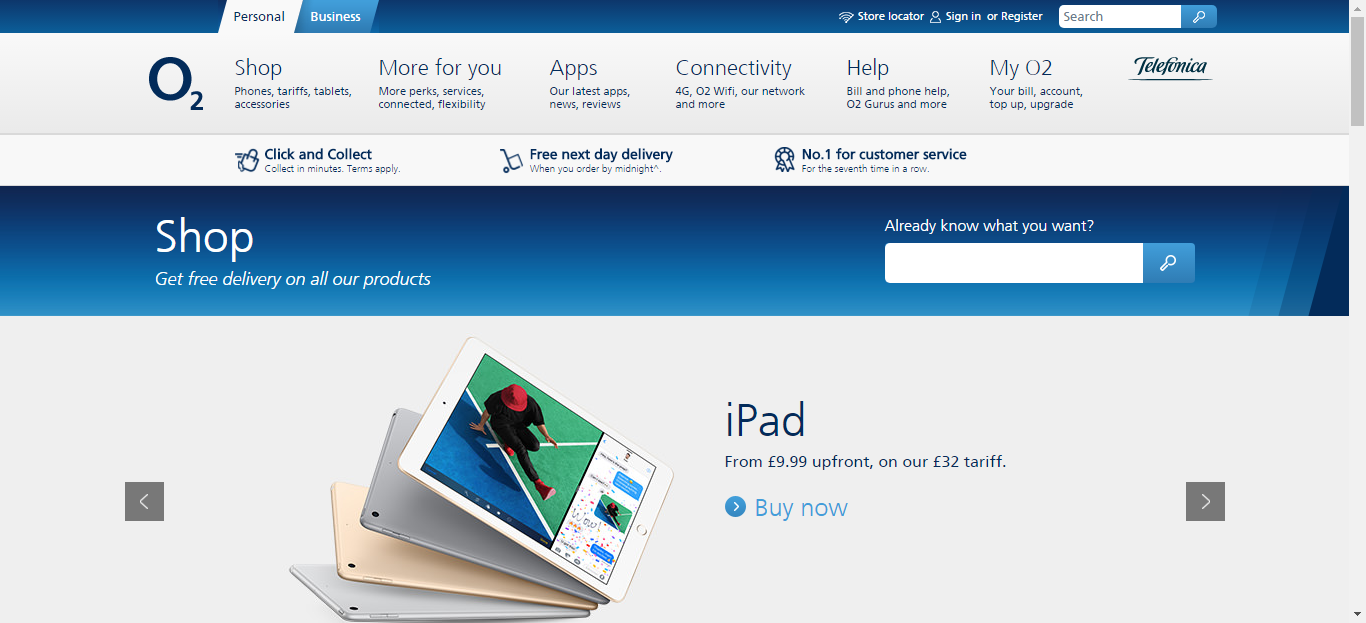 Personal
Business
Store locator
Sign in or Register
Search
O2
Shop
Phones, tariffs, tablets,
accessories
More for you
More perks, services,
connected, flexibility
Apps
Our latest apps,
news, reviews
Connectivity
4G, O2 Wifi, our network
and more
Help
Bill and phone help,
O2 Gurus and more
My O2
Your bill, account,
top up, upgrade
Telefónica
Click and Collect
Collect in minutes. Terms apply.
Free next day delivery
When you order by midnight^.
No.1 for customer service
For the seventh time in a row.
Shop
Get free delivery on all our products
Already know what you want?
iPad
From £9.99 upfront, on our £32 tariff.
Buy now